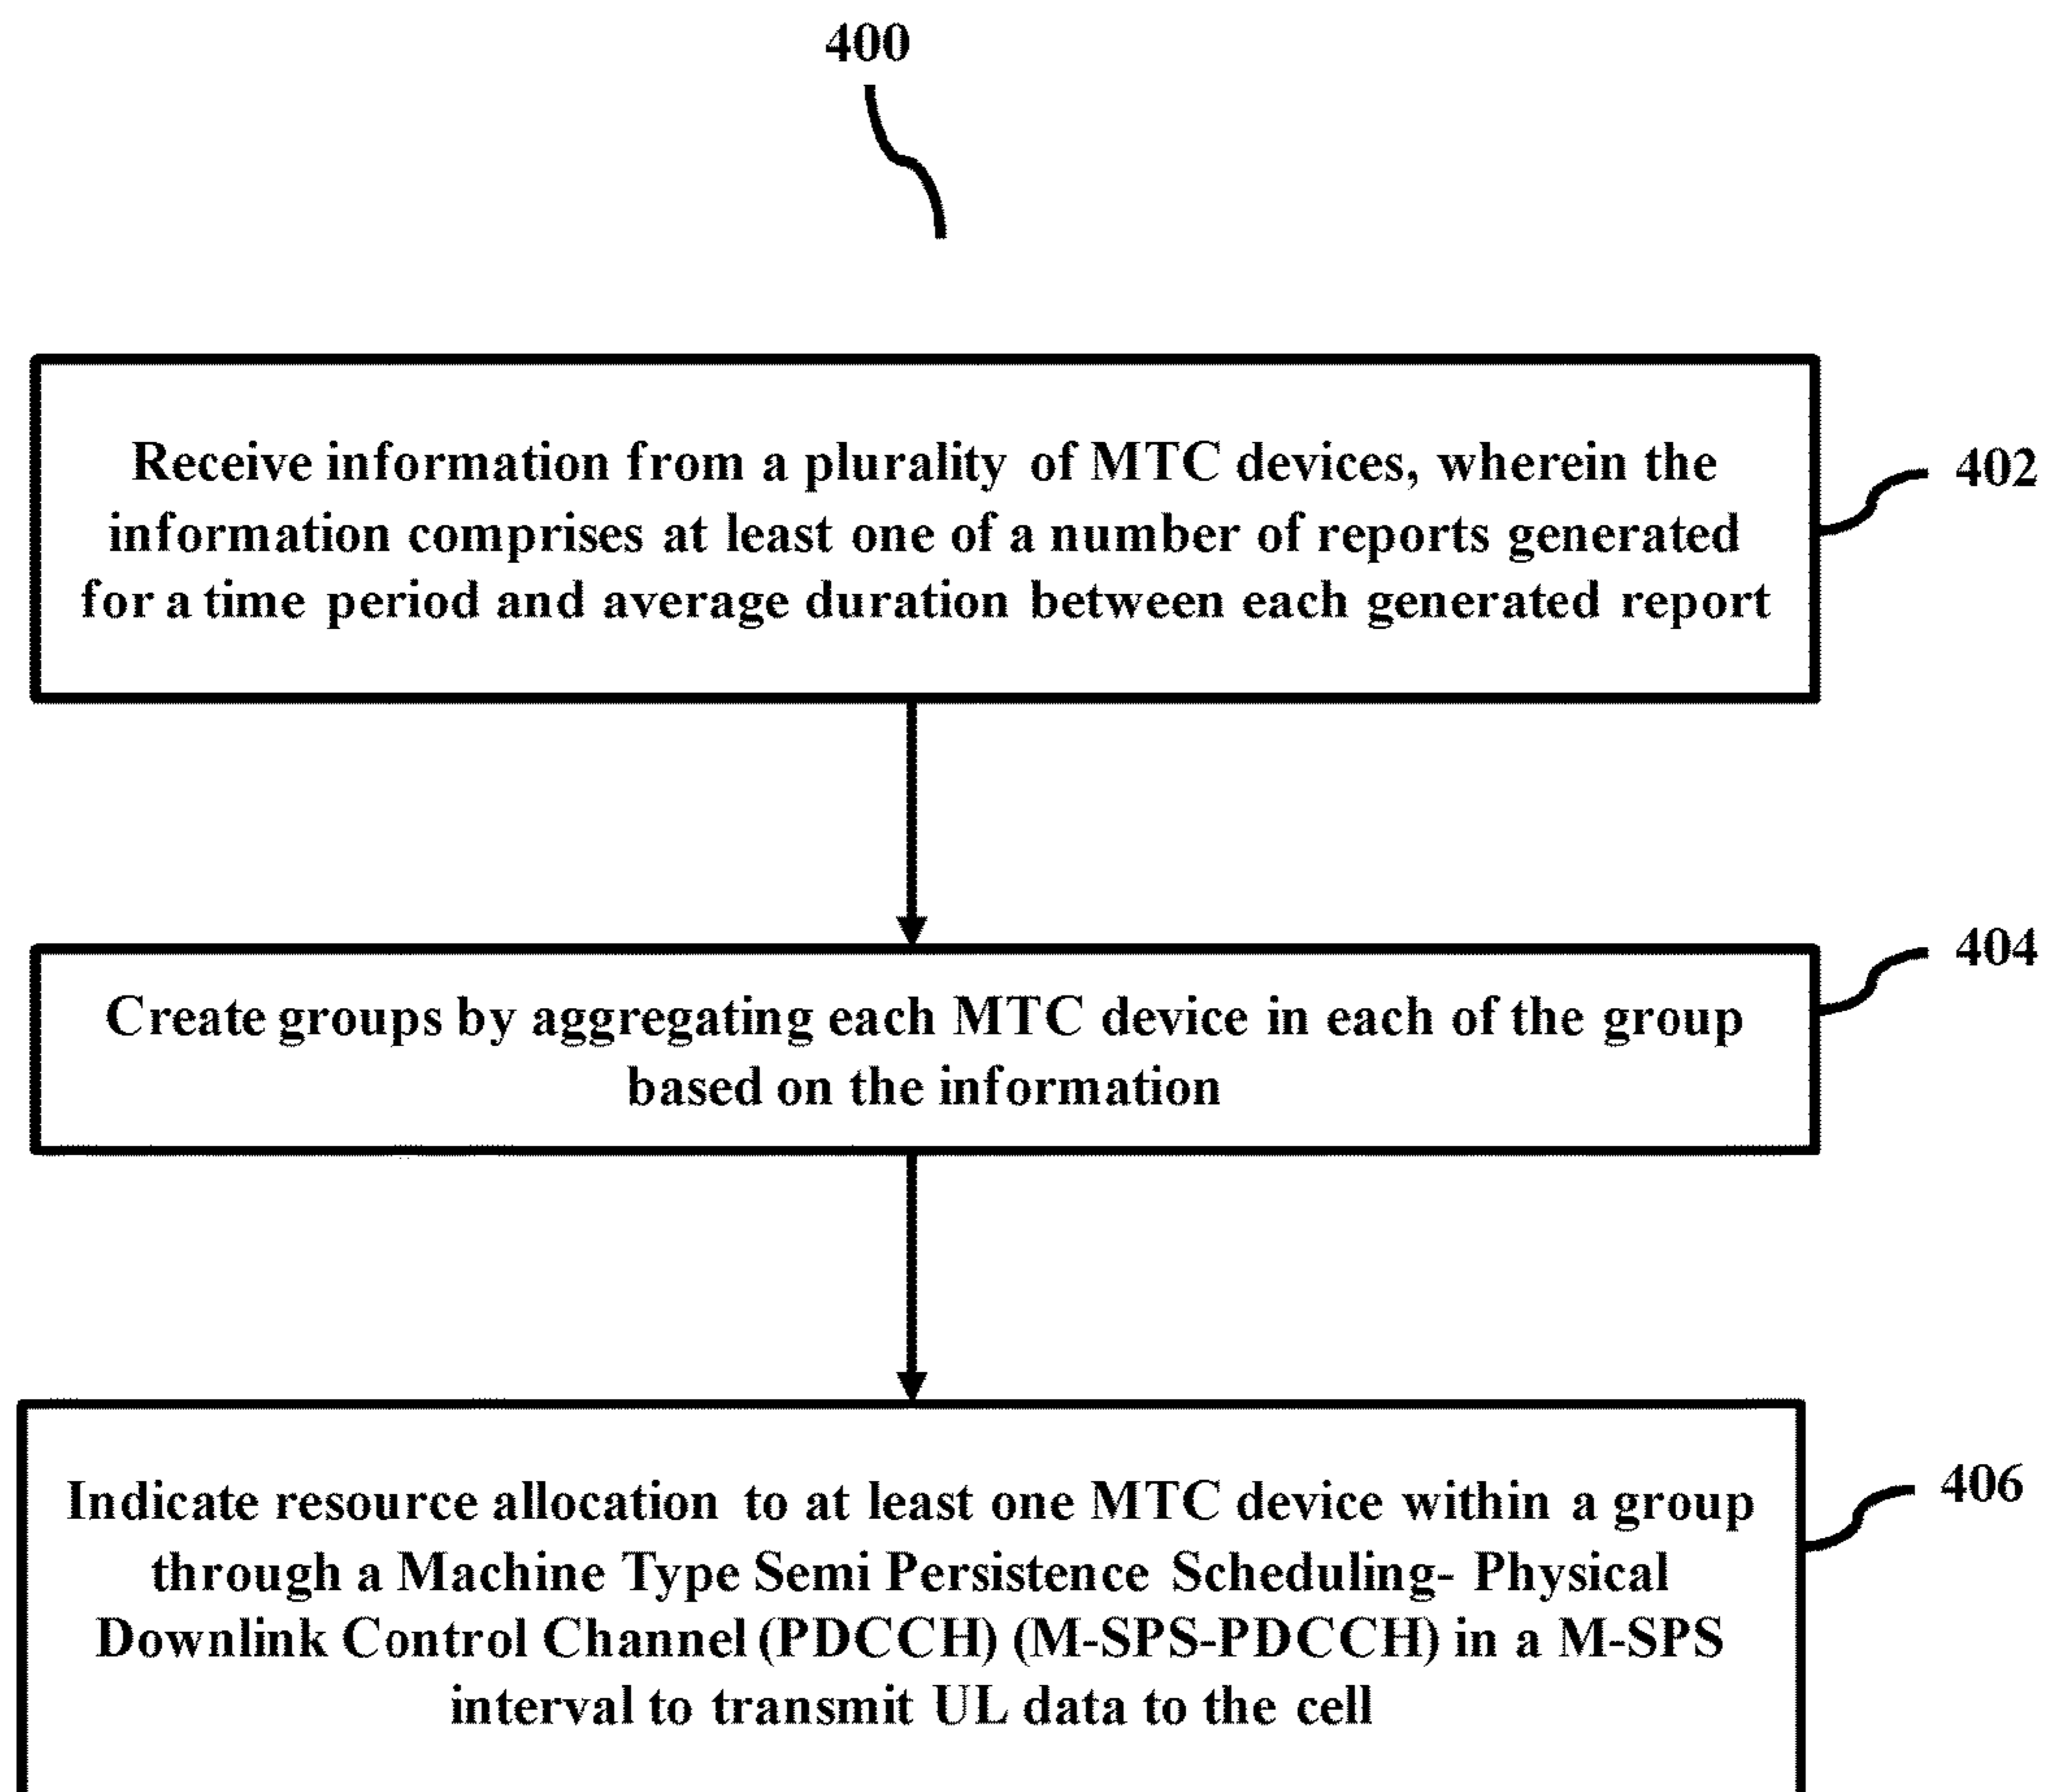 400
Receive information from a plurality of MTC devices, wherein the
information comprises at least one of a number of reports generated
for a time period and average duration between each generated report
402
Create groups by aggregating each MTC device in each of the group
based on the information
404
Indicate resource allocation to at least one MTC device within a group
through a Machine Type Semi Persistence Scheduling- Physical
Downlink Control Channel (PDCCH) (M-SPS-PDCCH) in a M-SPS
interval to transmit UL data to the cell
406